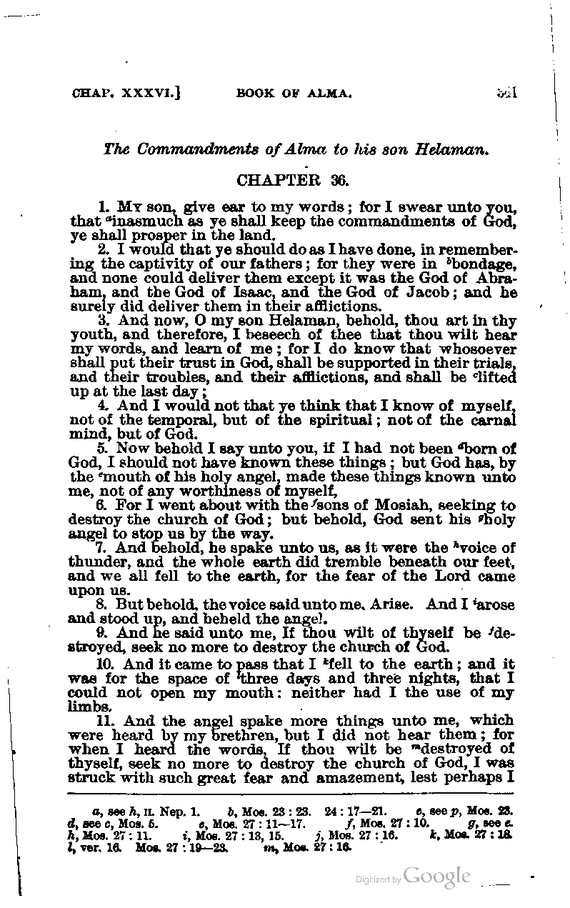 CHAP. XXXVI.] BOOK OF ALMA.
The Commandments of Alma to his son Helaman.
CHAPTER 36.
1. My son, give ear to my words; for I swear unto you,
that ᵃinasmuch as ye shall keep the commandments of God,
ye shall prosper in the land.
2. I would that ye should do as I have done, in remember-
ing the captivity of our fathers; for they were in ᵇbondage,
and none could deliver them except it was the God of Abra-
ham, and the God of Isaac, and the God of Jacob; and he
surely did deliver them in their afflictions.
3. And now, O my son Helaman, behold, thou art in thy
youth, and therefore, I beseech of thee that thou wilt hear
my words, and learn of me; for I do know that whosoever
shall put their trust in God, shall be supported in their trials,
and their troubles, and their afflictions, and shall be ᶜlifted
up at the last day;
4. And I would not that ye think that I know of myself,
not of the temporal, but of the spiritual; not of the carnal
mind, but of God.
5. Now behold I say unto you, if I had not been ᵈborn of
God, I should not have known these things; but God has, by
the ᵉmouth of his holy angel, made these things known unto
me, not of any worthiness of myself,
6. For I went about with the ᶠsons of Mosiah, seeking to
destroy the church of God; but behold, God sent his ᵍholy
angel to stop us by the way.
7. And behold, he spake unto us, as it were the ʰvoice of
thunder, and the whole earth did tremble beneath our feet,
and we all fell to the earth, for the fear of the Lord came
upon us.
8. But behold, the voice said unto me, Arise. And I ⁱarose
and stood up, and beheld the angel.
9. And he said unto me, If thou wilt of thyself be ʲde-
stroyed, seek no more to destroy the church of God.
10. And it came to pass that I ᵏfell to the earth; and it
was for the space of ˡthree days and three nights, that I
could not open my mouth: neither had I the use of my
limbs.
11. And the angel spake more things unto me, which
were heard by my brethren, but I did not hear them; for
when I heard the words, If thou wilt be ᵐdestroyed of
thyself, seek no more to destroy the church of God, I was
struck with such great fear and amazement, lest perhaps I
a, see h, II. Nep. 1. b, Mos. 23:23. 24:17—21. c, see p, Mos. 23.
d, see c, Mos. 5. e, Mos. 27:11—17. f, Mos. 27:10. g, see e.
h, Mos. 27:11. i, Mos. 27:13, 15. j, Mos. 27:16. k, Mos. 27:18.
l, ver. 16. Mos. 27:19—23. m, Mos. 27:16.
Digitized by Google